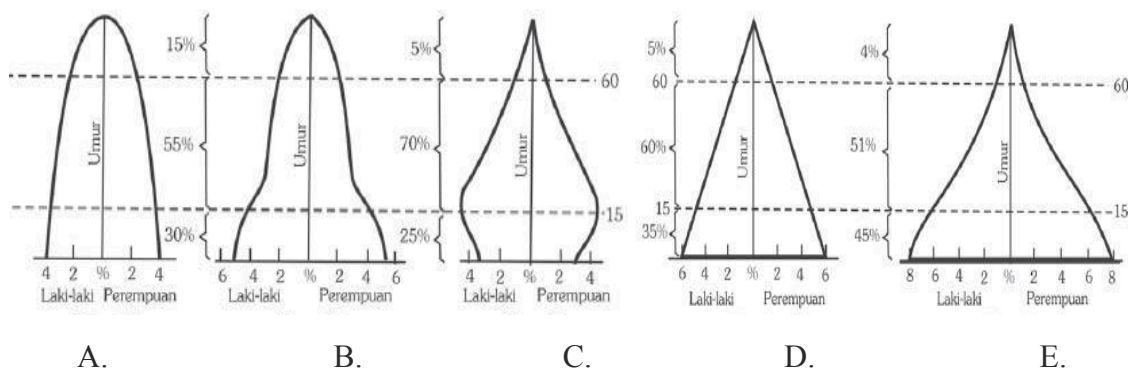 15%
55%
30%
Umur
4 2 % 2 4
Laki-laki Perempuan
A.
Umur
6 4 2 % 2 4 6
Laki-laki Perempuan
B.
5%
70%
25%
60
15
Umur
4 2 % 2 4
Laki-laki Perempuan
C.
5%
60
60%
15
35%
Umur
6 4 2 % 2 4 6
Laki-laki Perempuan
D.
4%
51%
45%
60
15
Umur
8 6 4 2 % 2 4 6 8
Laki-laki Perempuan
E.